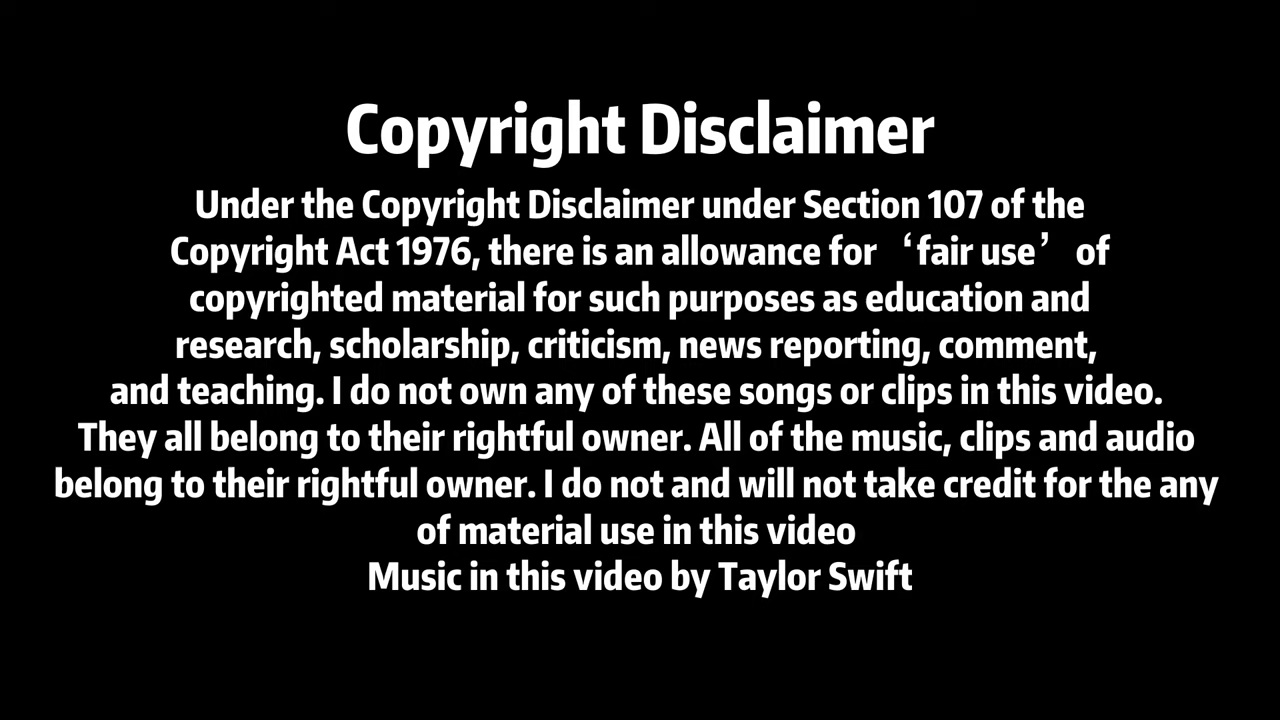 Copyright Disclaimer
Under the Copyright Disclaimer under Section 107 of the
Copyright Act 1976, there is an allowance for ‘fair use’ of
copyrighted material for such purposes as education and
research, scholarship, criticism, news reporting, comment,
and teaching. I do not own any of these songs or clips in this video.
They all belong to their rightful owner. All of the music, clips and audio
belong to their rightful owner. I do not and will not take credit for the any
of material use in this video
Music in this video by Taylor Swift